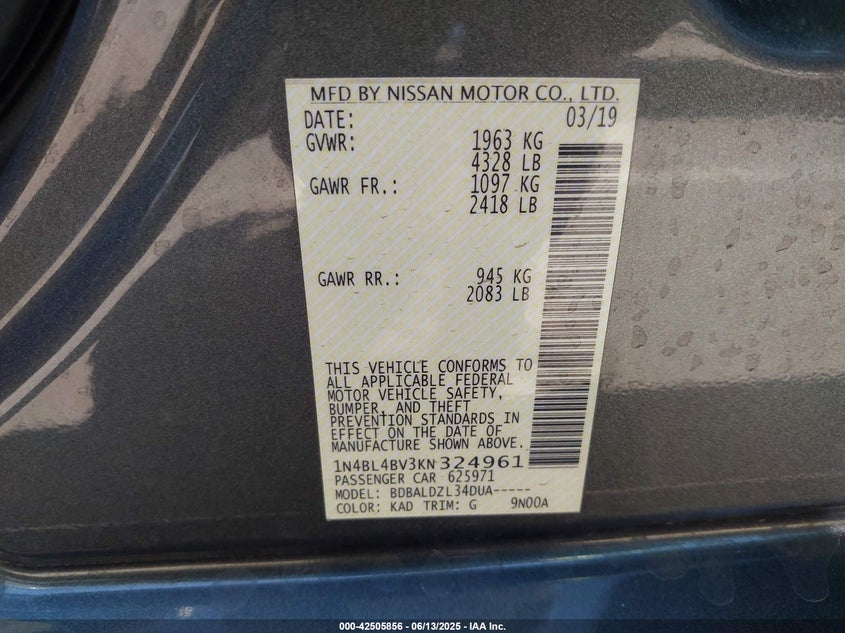 MFD BY NISSAN MOTOR CO., LTD.
DATE: 03/19
GVWR: 1963 KG
4328 LB
GAWR FR.: 1097 KG
2418 LB
GAWR RR.: 945 KG
2083 LB
THIS VEHICLE CONFORMS TO
ALL APPLICABLE FEDERAL
MOTOR VEHICLE SAFETY,
BUMPER, AND THEFT
PREVENTION STANDARDS IN
EFFECT ON THE DATE OF
MANUFACTURE SHOWN ABOVE.
1N4BL4BV3KN324961
PASSENGER CAR 625971
MODEL: BDBALDZL34DUA-----
COLOR: KAD TRIM: G 9N00A
000-42505856 - 06/13/2025 - IAA Inc.